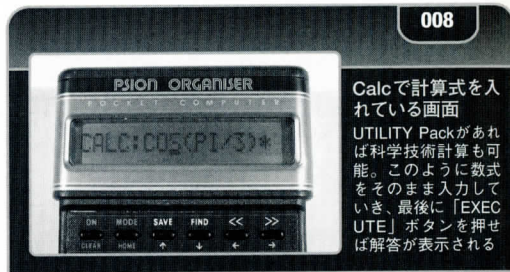 008
PSION ORGANISER
POCKET COMPUTER
CALC:COS(PI/3)*
ON MODE SAVE FIND << >>
CLEAR HOME ↑ ↓ ← →
Calcで計算式を入
れている画面
UTILITY Packがあれ
ば科学技術計算も可
能。このように数式
をそのまま入力して
いき、最後に「EXEC
UTE」ボタンを押せ
ば解答が表示される